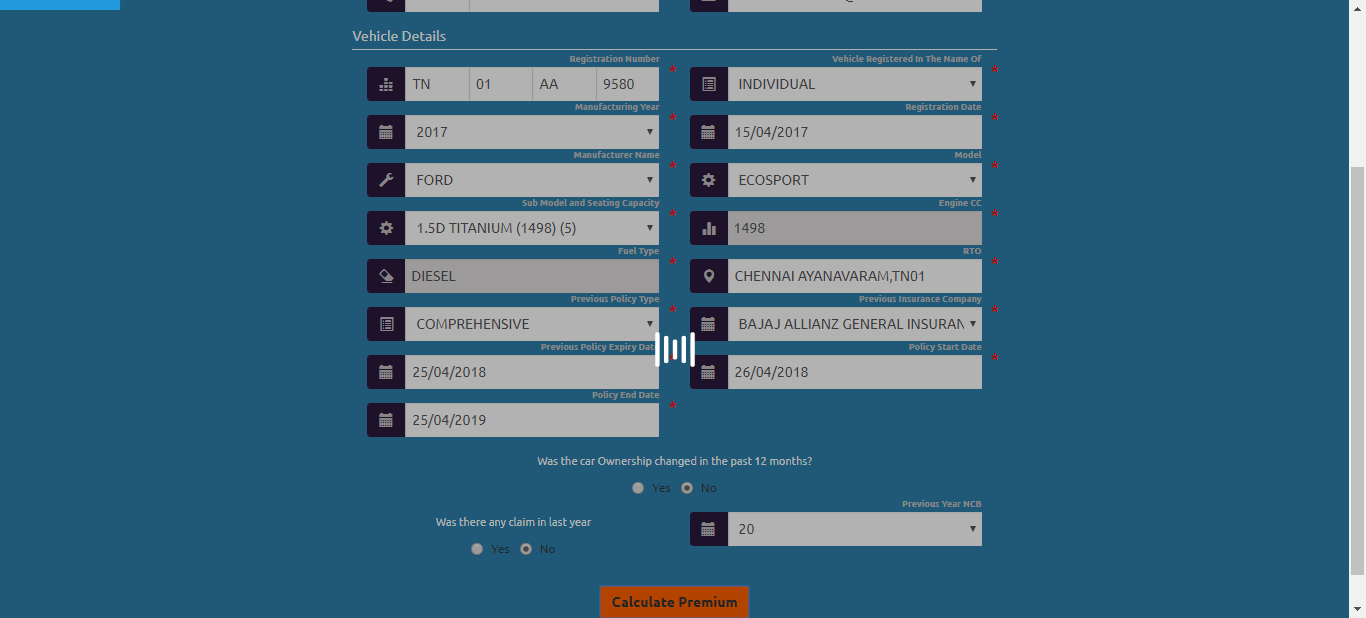 Vehicle Details
Registration Number
Vehicle Registered In The Name Of
TN 01 AA 9580 *
INDIVIDUAL *
Manufacturing Year
Registration Date
2017 *
15/04/2017 *
Manufacturer Name
Model
FORD *
ECOSPORT *
Sub Model and Seating Capacity
Engine CC
1.5D TITANIUM (1498) (5) *
1498 *
Fuel Type
RTO
DIESEL *
CHENNAI AYANAVARAM,TN01 *
Previous Policy Type
Previous Insurance Company
COMPREHENSIVE *
BAJAJ ALLIANZ GENERAL INSURAN *
Previous Policy Expiry Date
Policy Start Date
25/04/2018
26/04/2018 *
Policy End Date
25/04/2019 *
Was the car Ownership changed in the past 12 months?
Yes No
Previous Year NCB
Was there any claim in last year
20
Yes No
Calculate Premium